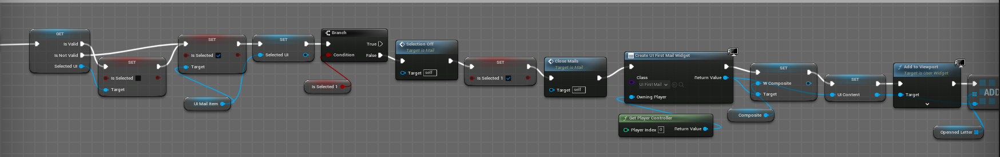 GET
Is Valid
Is Not Valid
Selected UI
SET
Is Selected
Target
SET
Is Selected
Target
UI Mail Item
SET
Selected UI
Branch
True
Condition
False
Is Selected 1
Selection Off
Target is Mail
Target self
SET
Is Selected 1
Close Mails
Target is Mail
Target self
Create UI First Mail Widget
Class
UI First Mail
Return Value
Owning Player
Get Player Controller
Player Index 0
Return Value
SET
W Composite
Target
Composite
SET
UI Content
Add to Viewport
Target is User Widget
Target
ADD
Openned Letter